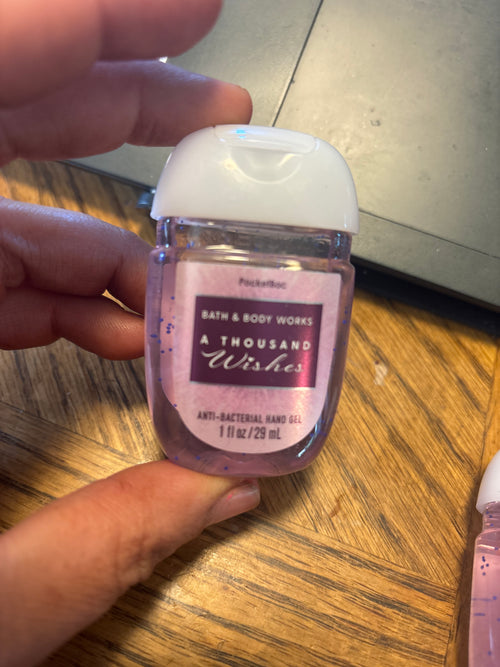 PocketBac
BATH & BODY WORKS
A THOUSAND
Wishes
ANTI-BACTERIAL HAND GEL
1 fl oz / 29 mL